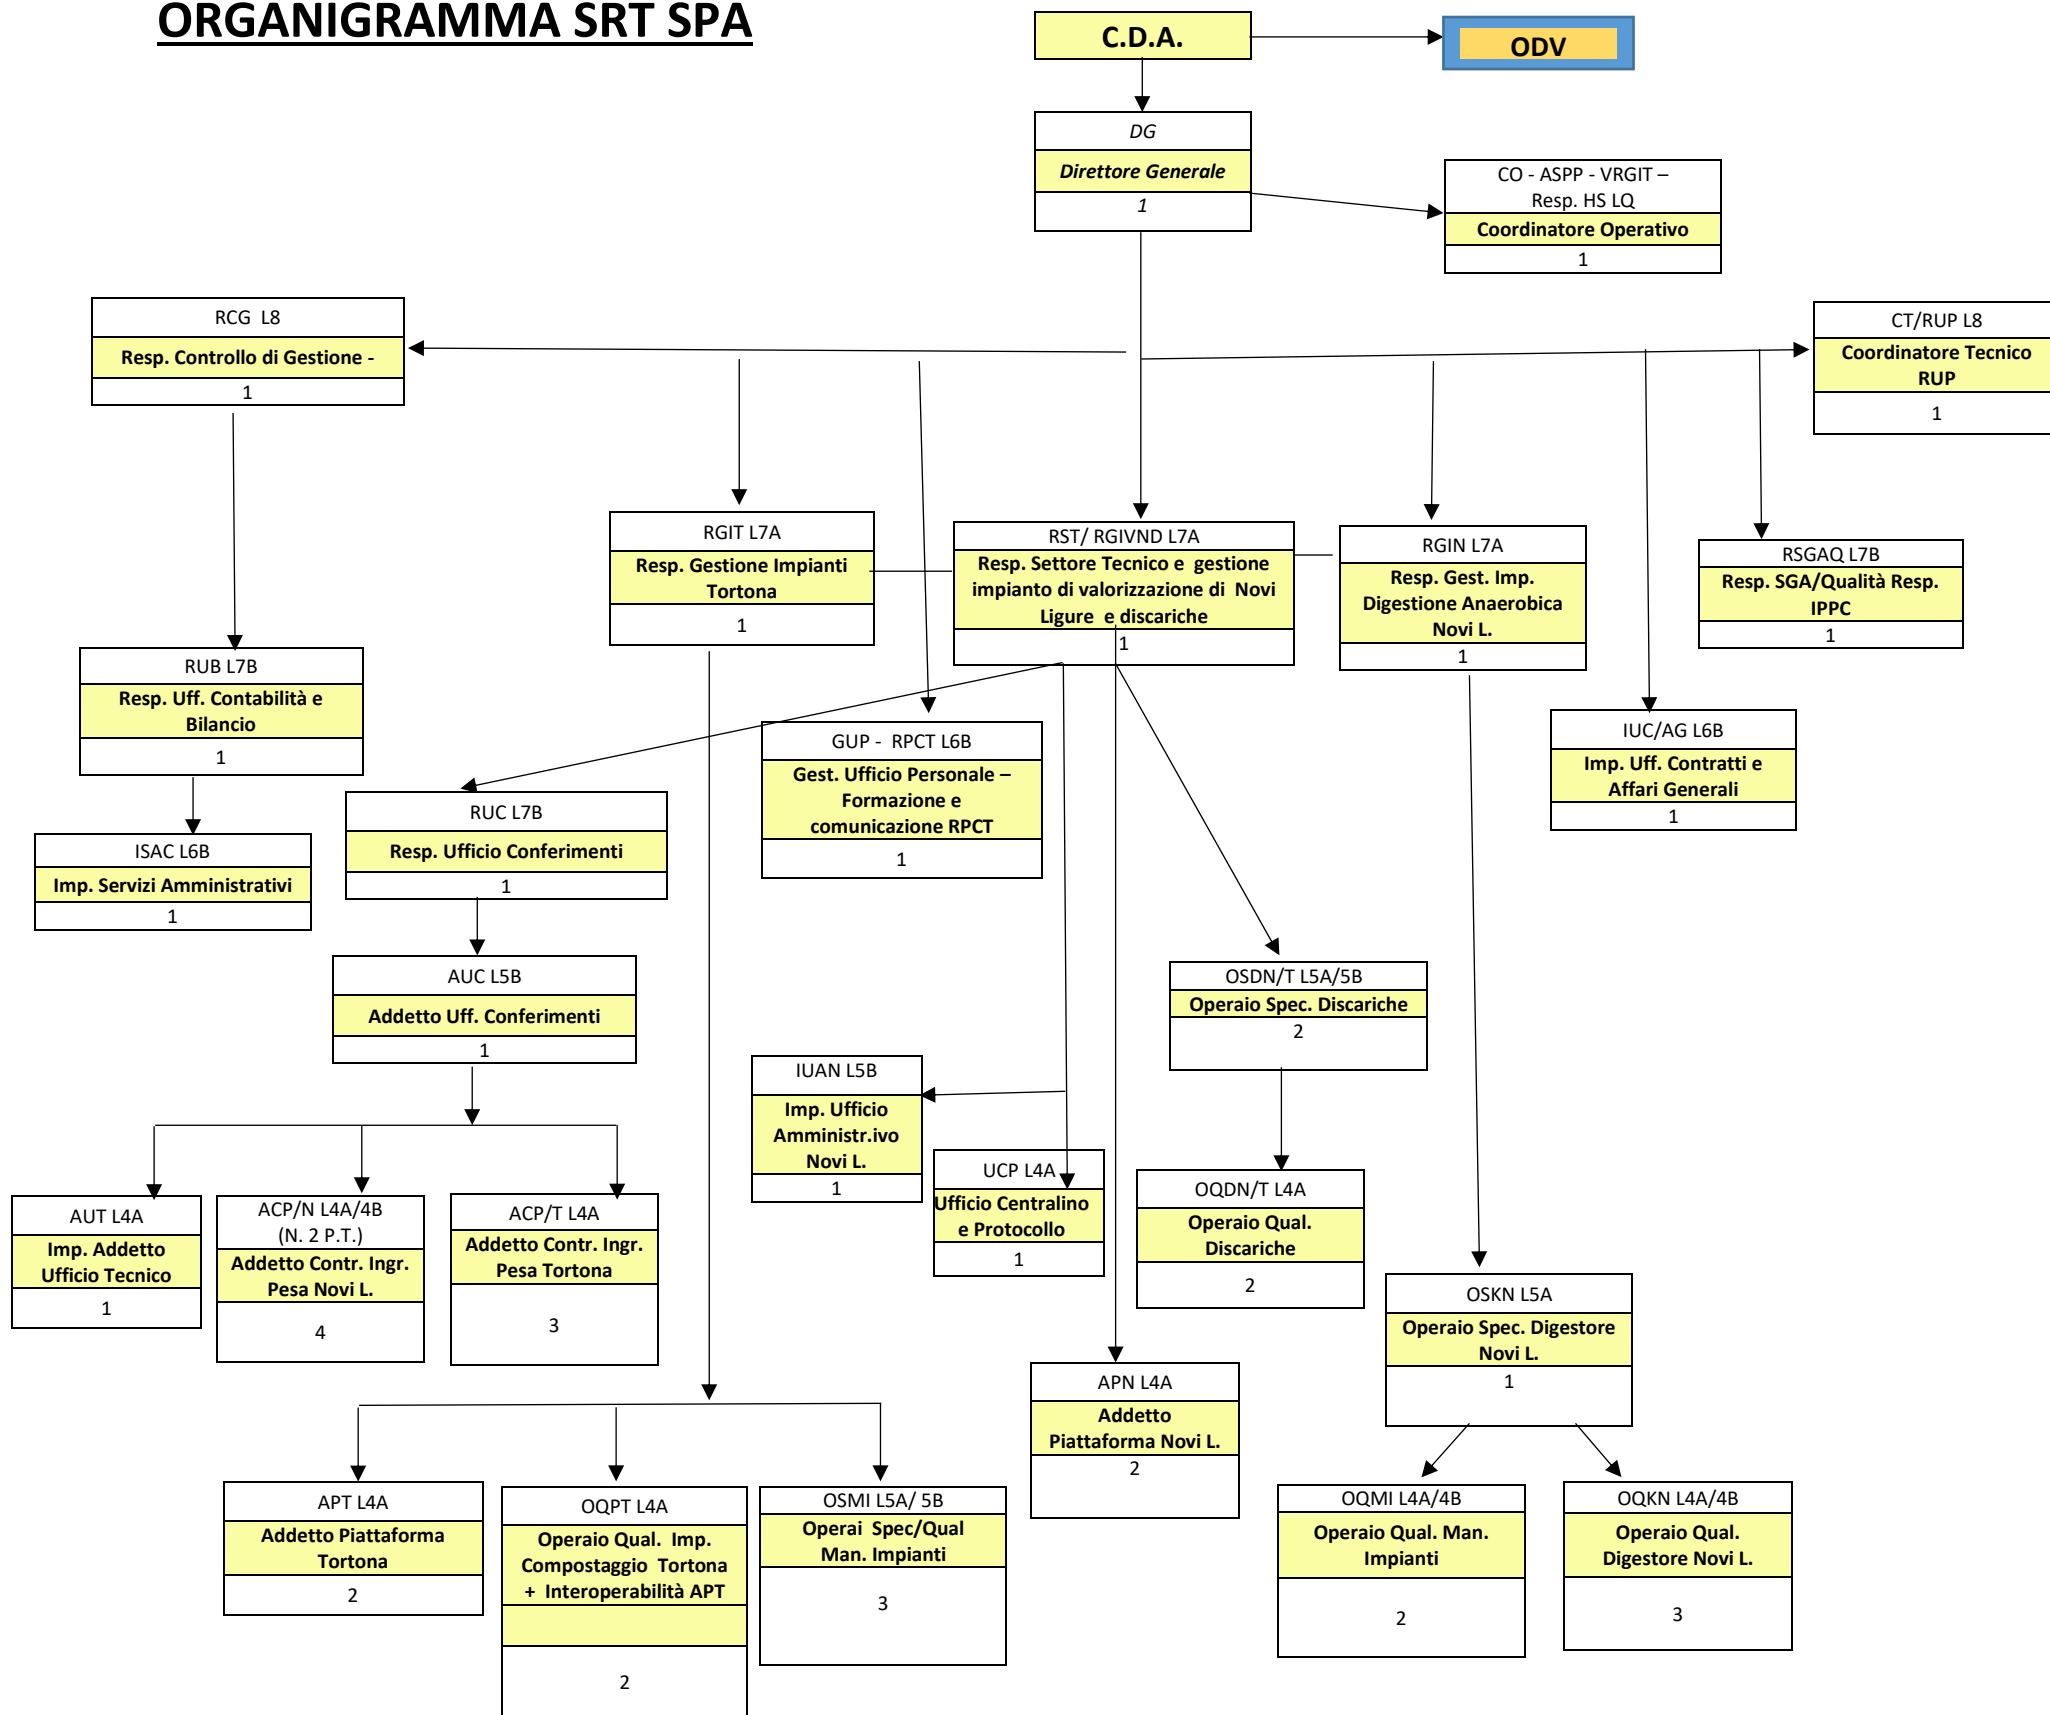 ORGANIGRAMMA SRT SPA
C.D.A.
ODV
DG
Direttore Generale
1
CO - ASPP - VRGIT –
Resp. HS LQ
Coordinatore Operativo
1
RCG L8
Resp. Controllo di Gestione -
1
CT/RUP L8
Coordinatore Tecnico
RUP
1
RGIT L7A
Resp. Gestione Impianti
Tortona
1
RST/ RGIVND L7A
Resp. Settore Tecnico e gestione
impianto di valorizzazione di Novi
Ligure e discariche
1
RGIN L7A
Resp. Gest. Imp.
Digestione Anaerobica
Novi L.
1
RSGAQ L7B
Resp. SGA/Qualità Resp.
IPPC
1
RUB L7B
Resp. Uff. Contabilità e
Bilancio
1
GUP - RPCT L6B
Gest. Ufficio Personale –
Formazione e
comunicazione RPCT
1
IUC/AG L6B
Imp. Uff. Contratti e
Affari Generali
1
RUC L7B
Resp. Ufficio Conferimenti
1
ISAC L6B
Imp. Servizi Amministrativi
1
AUC L5B
Addetto Uff. Conferimenti
1
OSDN/T L5A/5B
Operaio Spec. Discariche
2
IUAN L5B
Imp. Ufficio
Amministr.ivo
Novi L.
1
UCP L4A
Ufficio Centralino
e Protocollo
1
OQDN/T L4A
Operaio Qual.
Discariche
2
AUT L4A
Imp. Addetto
Ufficio Tecnico
1
ACP/N L4A/4B
(N. 2 P.T.)
Addetto Contr. Ingr.
Pesa Novi L.
4
ACP/T L4A
Addetto Contr. Ingr.
Pesa Tortona
3
OSKN L5A
Operaio Spec. Digestore
Novi L.
1
APN L4A
Addetto
Piattaforma Novi L.
2
APT L4A
Addetto Piattaforma
Tortona
2
OQPT L4A
Operaio Qual. Imp.
Compostaggio Tortona
+ Interoperabilità APT
2
OSMI L5A/ 5B
Operai Spec/Qual
Man. Impianti
3
OQMI L4A/4B
Operaio Qual. Man.
Impianti
2
OQKN L4A/4B
Operaio Qual.
Digestore Novi L.
3